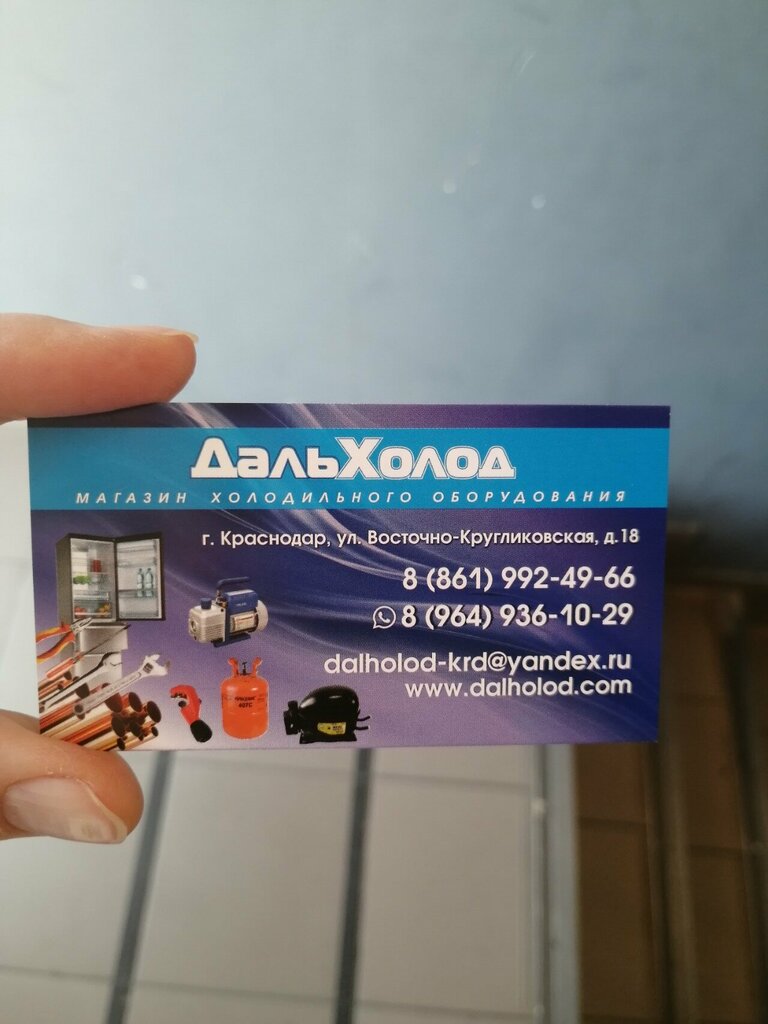 ДальХолод
МАГАЗИН ХОЛОДИЛЬНОГО ОБОРУДОВАНИЯ
г. Краснодар, ул. Восточно-Кругликовская, д.18
8 (861) 992-49-66
8 (964) 936-10-29
dalholod-krd@yandex.ru
www.dalholod.com
407C